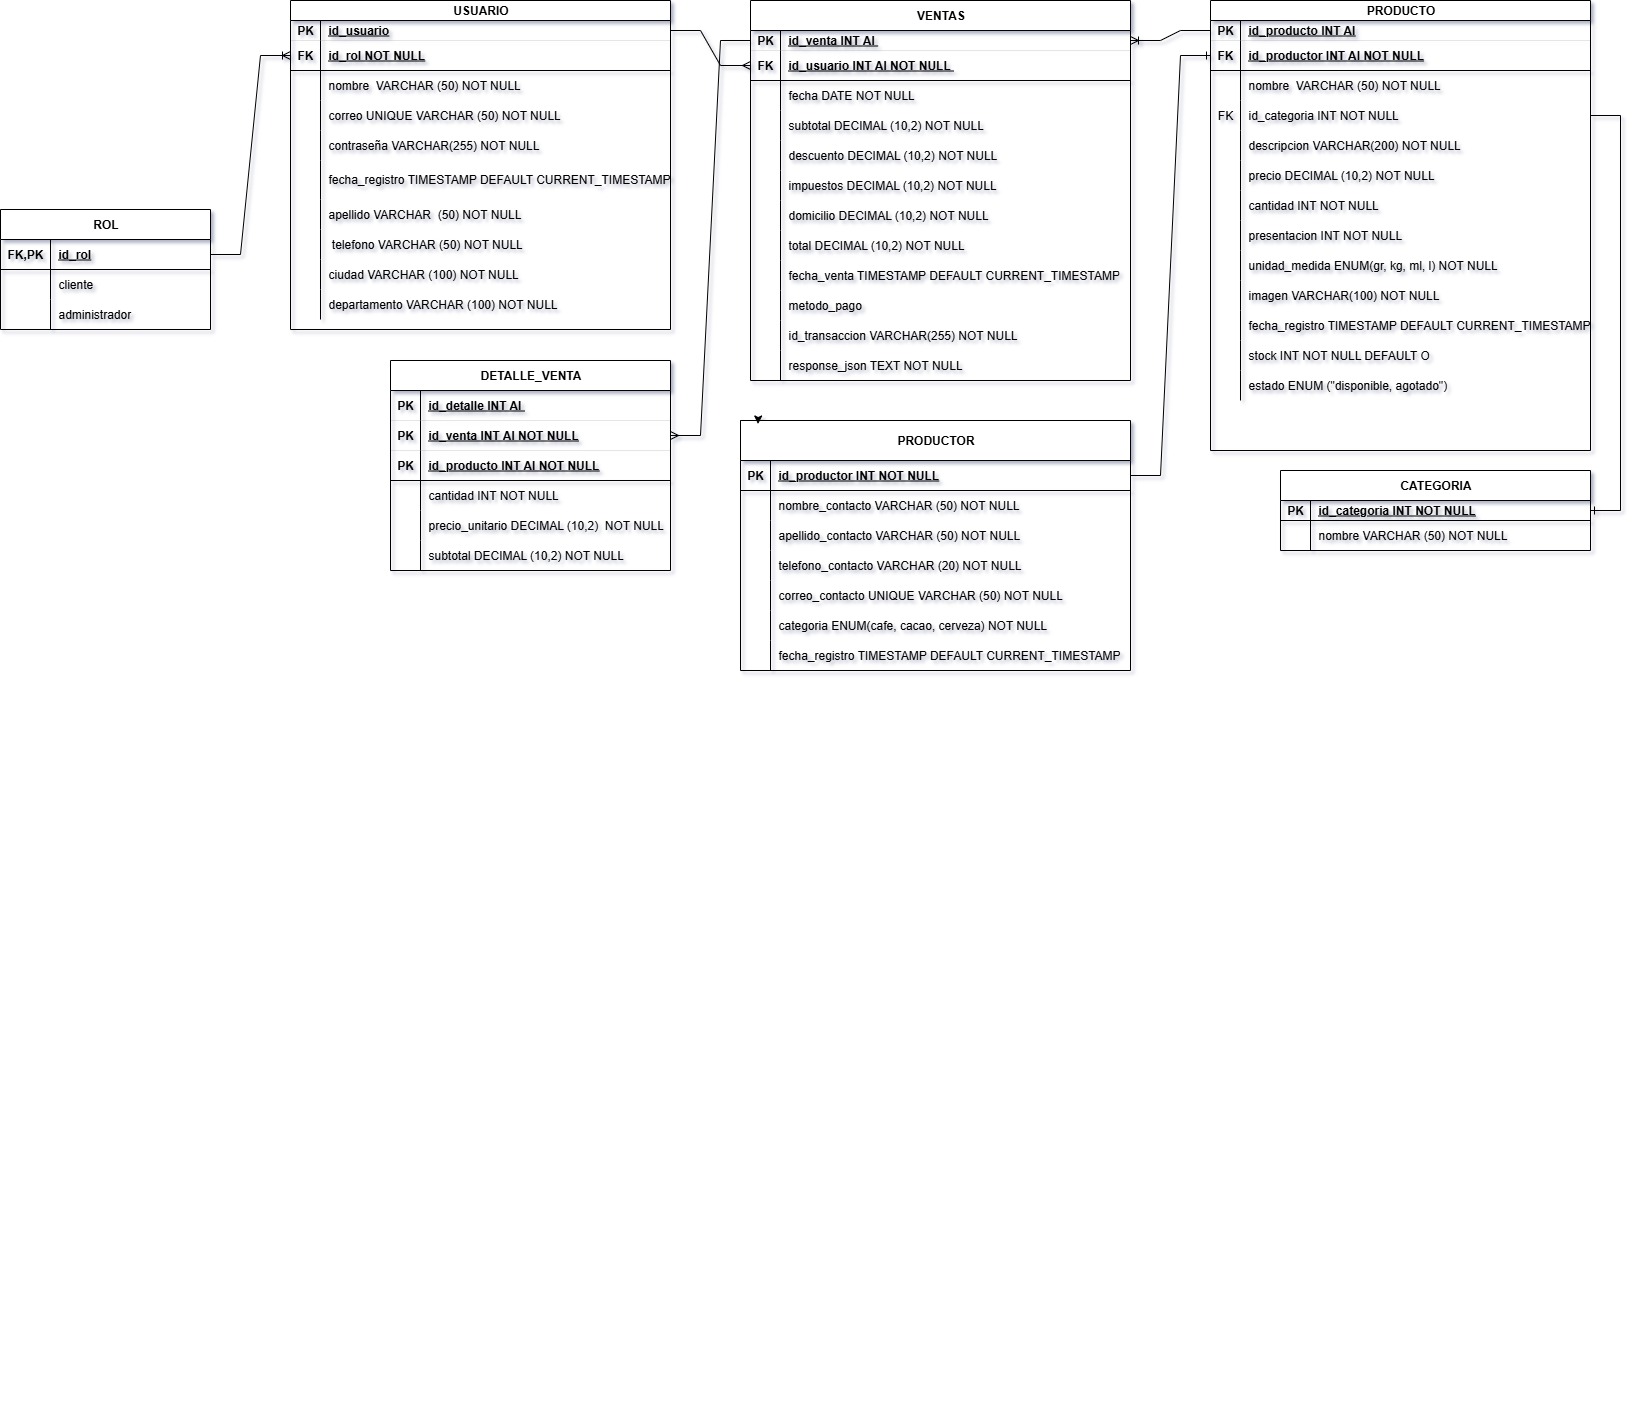 USUARIO
PK id_usuario
FK id_rol NOT NULL
nombre VARCHAR (50) NOT NULL
correo UNIQUE VARCHAR (50) NOT NULL
contraseña VARCHAR(255) NOT NULL
fecha_registro TIMESTAMP DEFAULT CURRENT_TIMESTAMP
apellido VARCHAR (50) NOT NULL
telefono VARCHAR (50) NOT NULL
ciudad VARCHAR (100) NOT NULL
departamento VARCHAR (100) NOT NULL
VENTAS
PK id_venta INT AI
FK id_usuario INT AI NOT NULL
fecha DATE NOT NULL
subtotal DECIMAL (10,2) NOT NULL
descuento DECIMAL (10,2) NOT NULL
impuestos DECIMAL (10,2) NOT NULL
domicilio DECIMAL (10,2) NOT NULL
total DECIMAL (10,2) NOT NULL
fecha_venta TIMESTAMP DEFAULT CURRENT_TIMESTAMP
metodo_pago
id_transaccion VARCHAR(255) NOT NULL
response_json TEXT NOT NULL
PRODUCTO
PK id_producto INT AI
FK id_productor INT AI NOT NULL
nombre VARCHAR (50) NOT NULL
FK id_categoria INT NOT NULL
descripcion VARCHAR(200) NOT NULL
precio DECIMAL (10,2) NOT NULL
cantidad INT NOT NULL
presentacion INT NOT NULL
unidad_medida ENUM(gr, kg, ml, l) NOT NULL
imagen VARCHAR(100) NOT NULL
fecha_registro TIMESTAMP DEFAULT CURRENT_TIMESTAMP
stock INT NOT NULL DEFAULT O
estado ENUM ("disponible, agotado")
ROL
FK,PK id_rol
cliente
administrador
DETALLE_VENTA
PK id_detalle INT AI
PK id_venta INT AI NOT NULL
PK id_producto INT AI NOT NULL
cantidad INT NOT NULL
precio_unitario DECIMAL (10,2) NOT NULL
subtotal DECIMAL (10,2) NOT NULL
PRODUCTOR
PK id_productor INT NOT NULL
nombre_contacto VARCHAR (50) NOT NULL
apellido_contacto VARCHAR (50) NOT NULL
telefono_contacto VARCHAR (20) NOT NULL
correo_contacto UNIQUE VARCHAR (50) NOT NULL
categoria ENUM(cafe, cacao, cerveza) NOT NULL
fecha_registro TIMESTAMP DEFAULT CURRENT_TIMESTAMP
CATEGORIA
PK id_categoria INT NOT NULL
nombre VARCHAR (50) NOT NULL